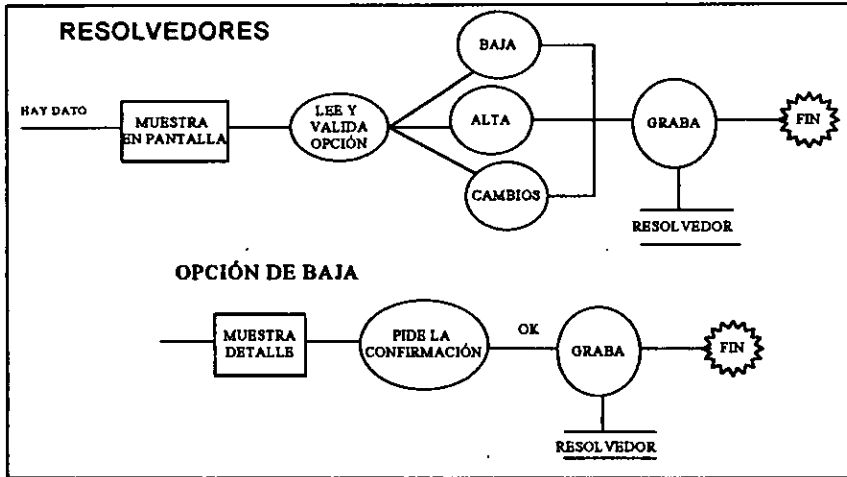 RESOLVEDORES
BAJA
HAY DATO
MUESTRA
EN PANTALLA
LEE Y
VALIDA
OPCIÓN
ALTA
GRABA
FIN
CAMBIOS
RESOLVEDOR
OPCIÓN DE BAJA
MUESTRA
DETALLE
PIDE LA
CONFIRMACIÓN
OK
GRABA
FIN
RESOLVEDOR